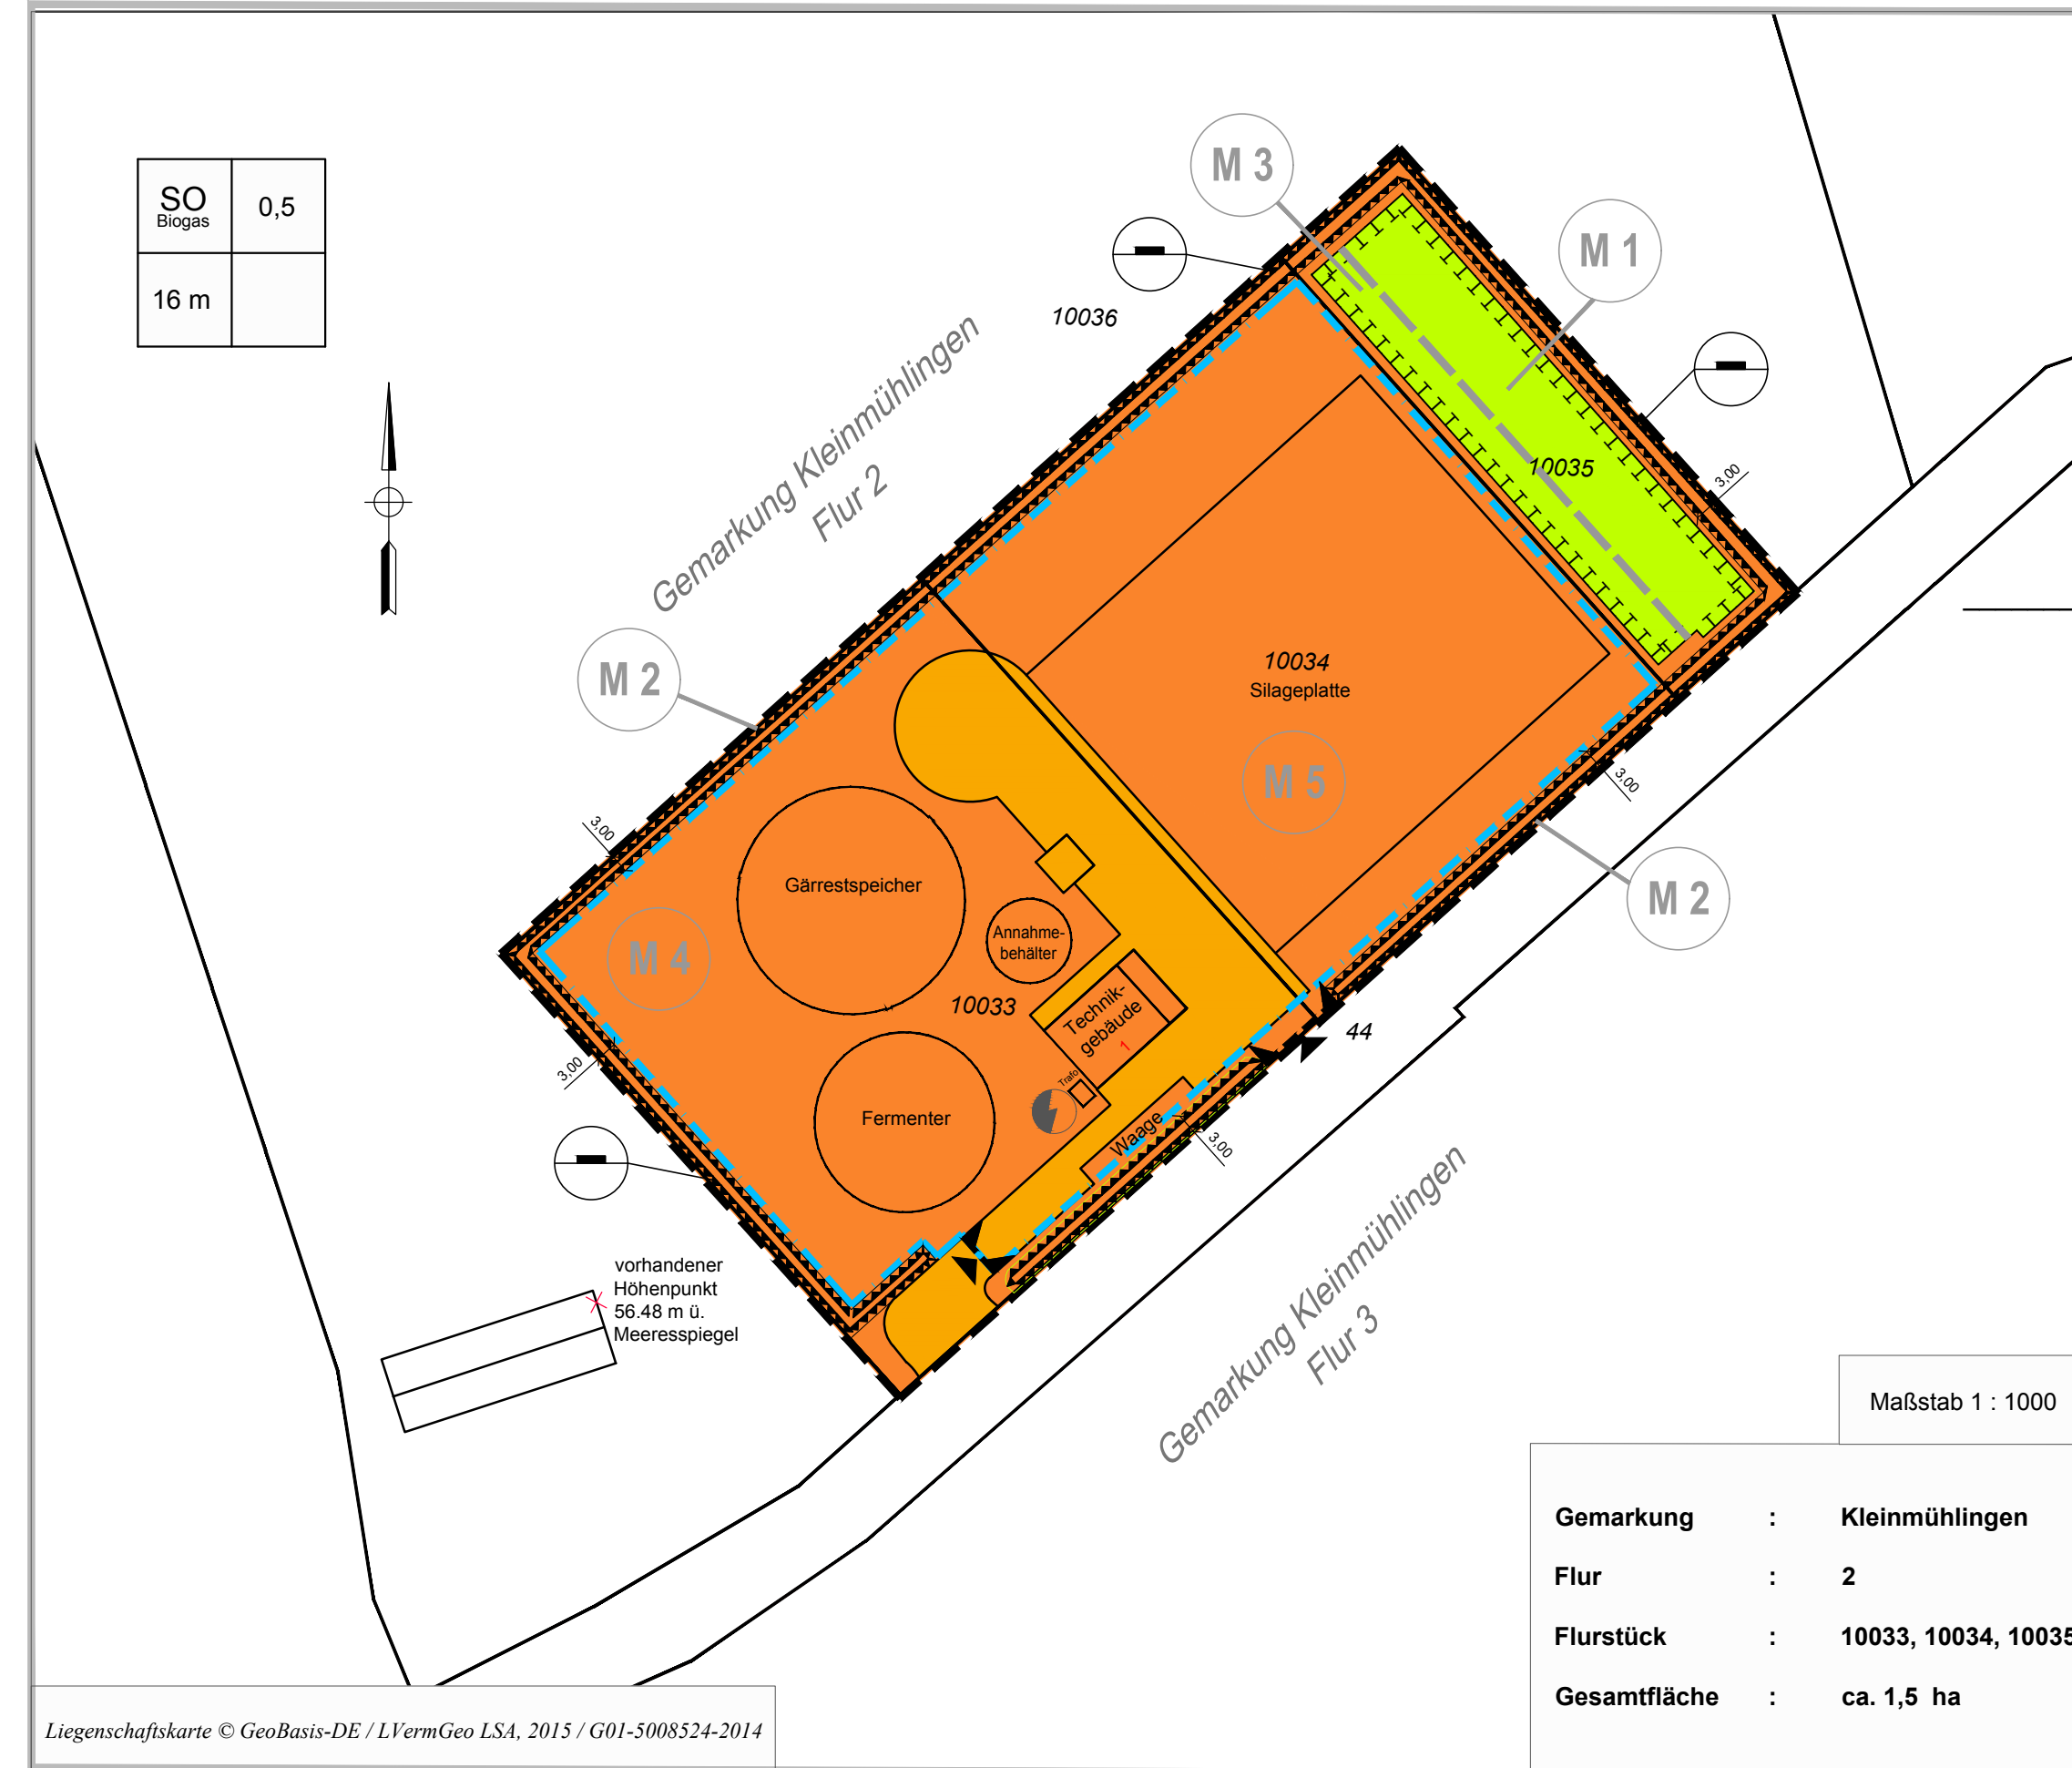 SO
Biogas
0,5
16 m
M 3
M 1
10036
Gemarkung Kleinmühlingen
Flur 2
10035
3,00
M 2
10034
Silageplatte
M 5
3,00
3,00
M 2
Gärrestspeicher
Annahme-
behälter
M 4
10033
Technik-
gebäude
1
44
3,00
Trafo
Fermenter
Waage
3,00
vorhandener
Höhenpunkt
56.48 m ü.
Meeresspiegel
Gemarkung Kleinmühlingen
Flur 3
Maßstab 1 : 1000
Gemarkung : Kleinmühlingen
Flur : 2
Flurstück : 10033, 10034, 10035
Gesamtfläche : ca. 1,5 ha
Liegenschaftskarte © GeoBasis-DE / LVermGeo LSA, 2015 / G01-5008524-2014